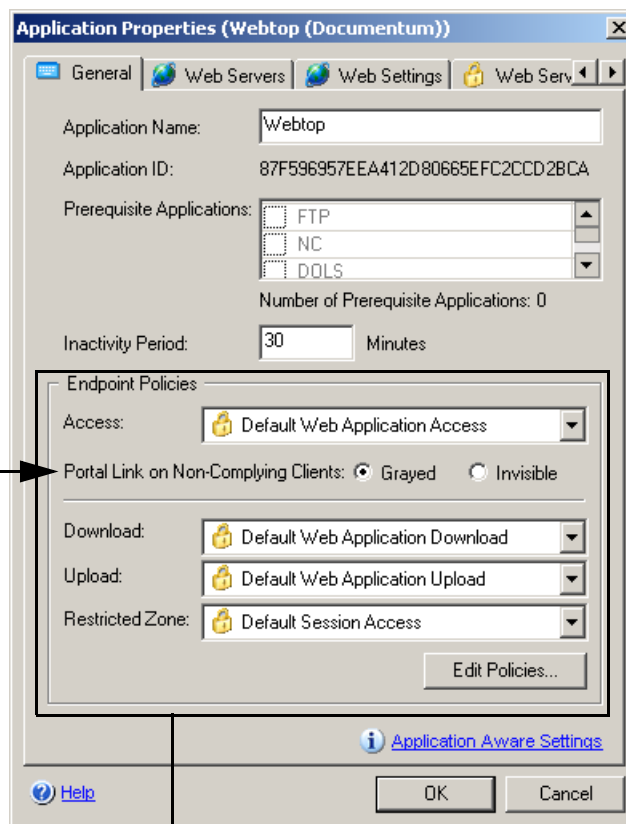 Application Properties (Webtop (Documentum))
General Web Servers Web Settings Web Serv
Application Name: Webtop
Application ID: 87F596957EEA412D80665EFC2CCD2BCA
Prerequisite Applications: FTP
NC
DOLS
Number of Prerequisite Applications: 0
Inactivity Period: 30 Minutes
Endpoint Policies
Access: Default Web Application Access
Portal Link on Non-Complying Clients: Grayed Invisible
Download: Default Web Application Download
Upload: Default Web Application Upload
Restricted Zone: Default Session Access
Edit Policies...
Application Aware Settings
Help OK Cancel